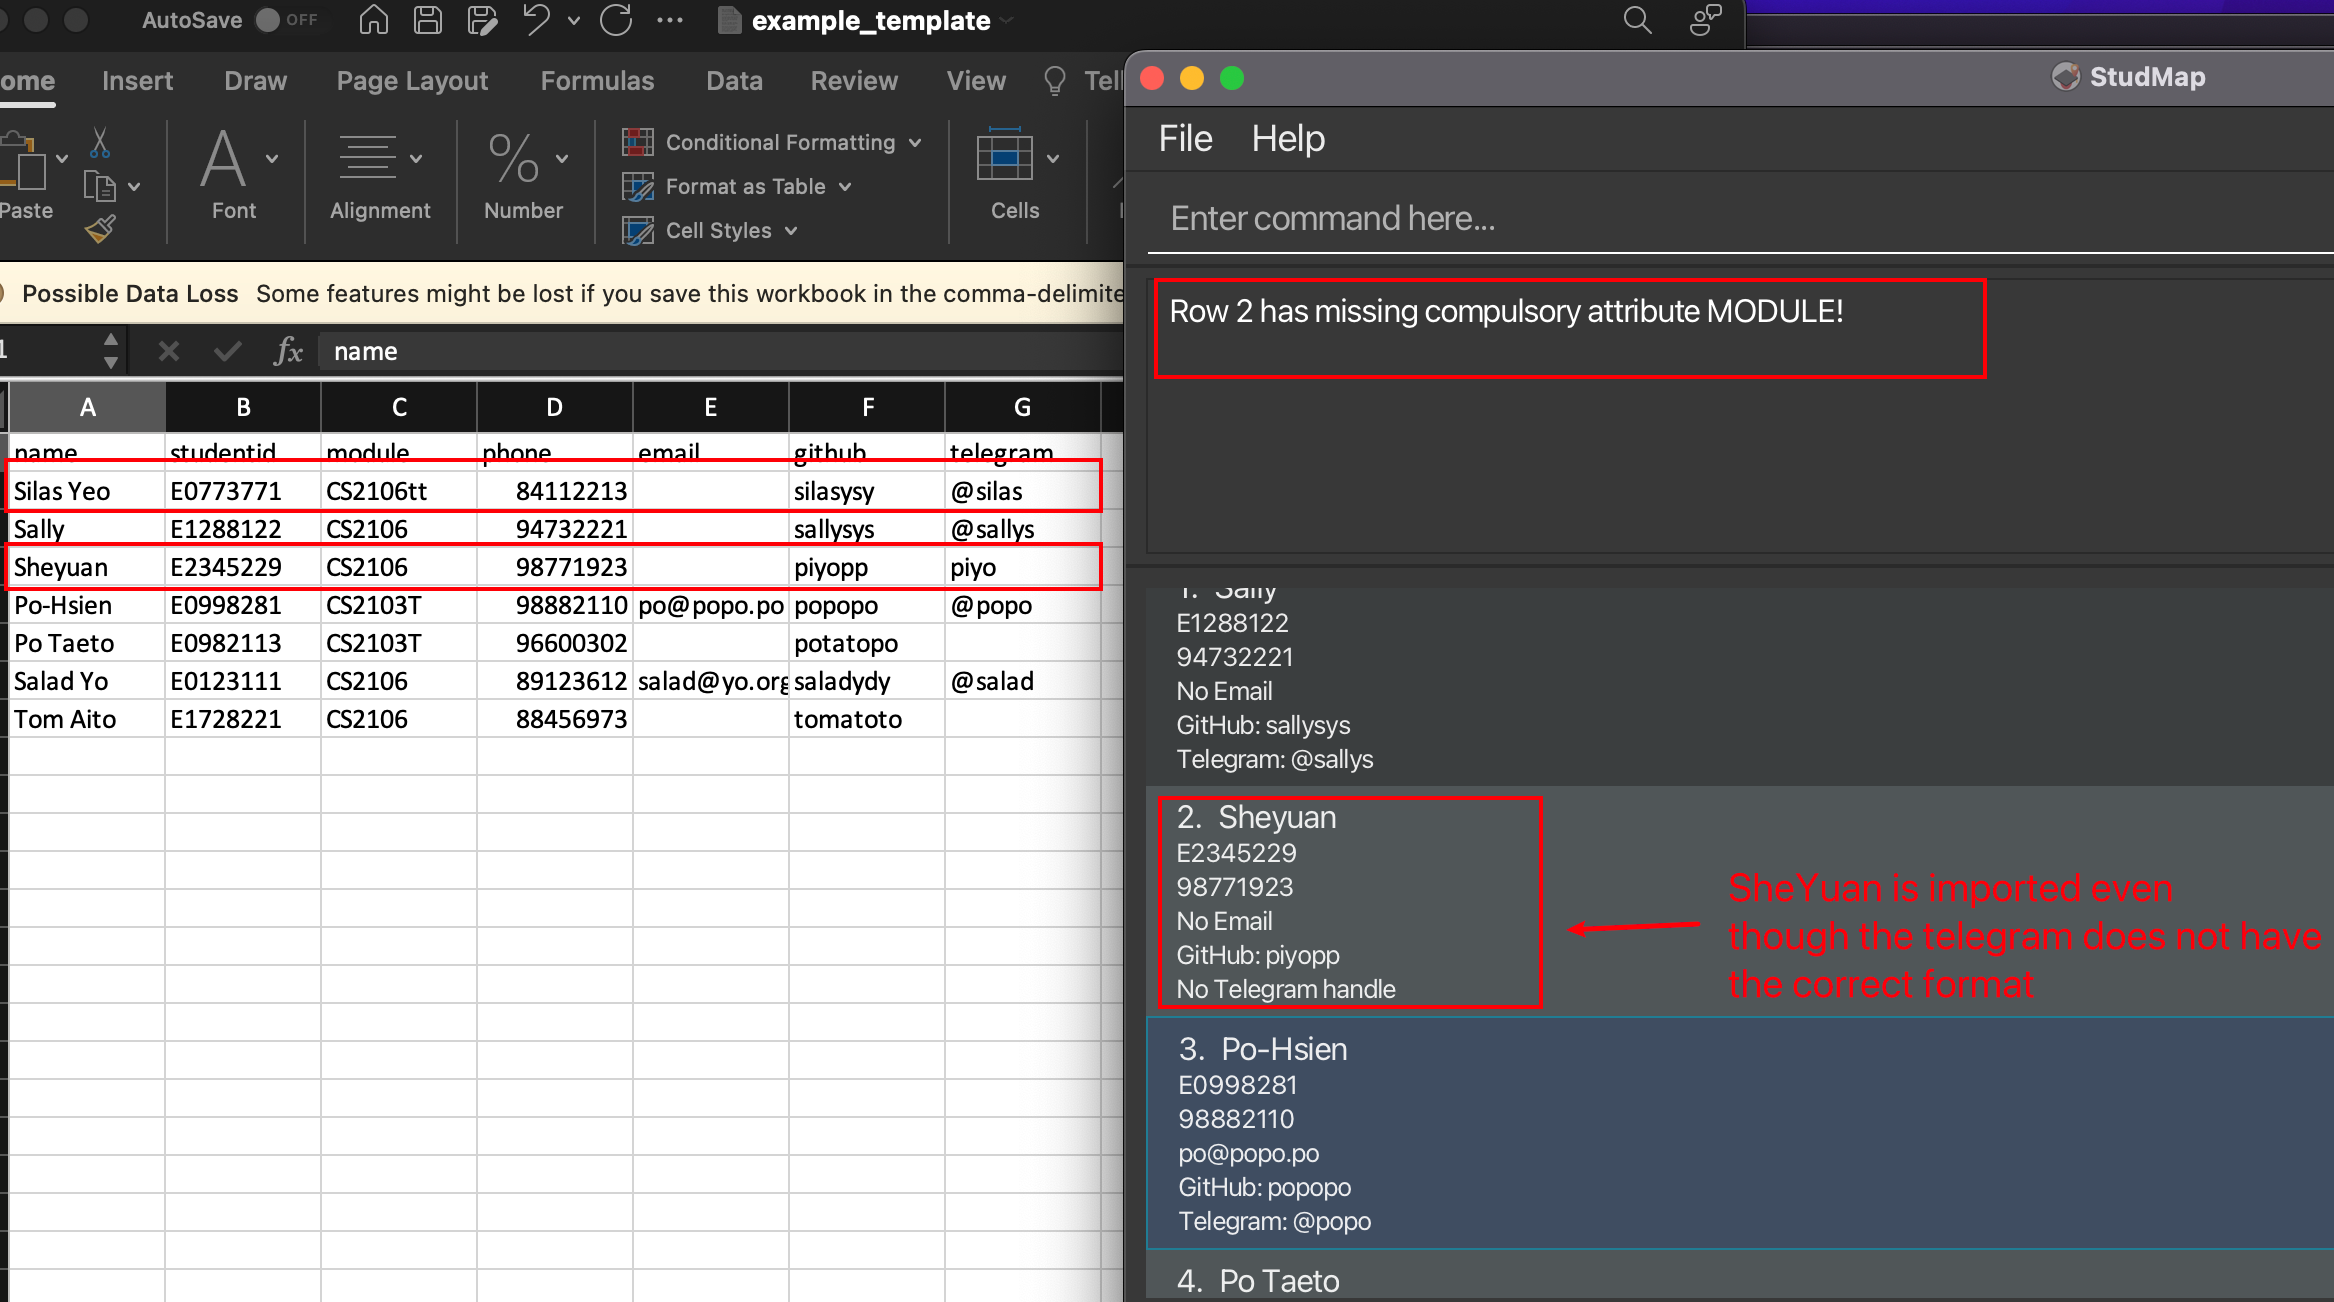 AutoSave OFF
example_template
ome Insert Draw Page Layout Formulas Data Review View Tell
Paste
Font
Alignment
%
Number
Conditional Formatting
Format as Table
Cell Styles
Cells
Possible Data Loss Some features might be lost if you save this workbook in the comma-delimite
1 fx name
A B C D E F G
name studentid module phone email github telegram
Silas Yeo E0773771 CS2106tt 84112213 silasysy @silas
Sally E1288122 CS2106 94732221 sallysys @sallys
Sheyuan E2345229 CS2106 98771923 piyopp piyo
Po-Hsien E0998281 CS2103T 98882110 po@popo.po popopo @popo
Po Taeto E0982113 CS2103T 96600302 potatopo
Salad Yo E0123111 CS2106 89123612 salad@yo.org saladydy @salad
Tom Aito E1728221 CS2106 88456973 tomatoto
StudMap
File Help
Enter command here...
Row 2 has missing compulsory attribute MODULE!
1. Sally
E1288122
94732221
No Email
GitHub: sallysys
Telegram: @sallys
2. Sheyuan
E2345229
98771923
No Email
GitHub: piyopp
No Telegram handle
SheYuan is imported even
though the telegram does not have
the correct format
3. Po-Hsien
E0998281
98882110
po@popo.po
GitHub: popopo
Telegram: @popo
4. Po Taeto